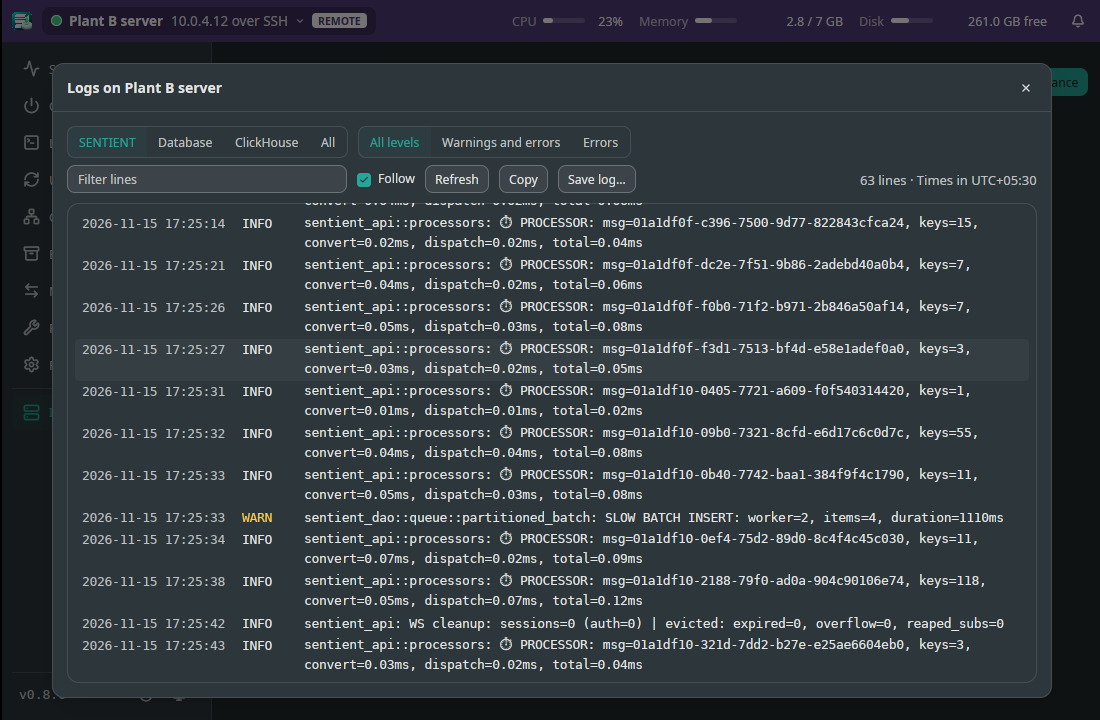 Plant B server 10.0.4.12 over SSH REMOTE CPU 23% Memory 2.8 / 7 GB Disk 261.0 GB free
Logs on Plant B server ×
ance
SENTIENT Database ClickHouse All All levels Warnings and errors Errors
Filter lines Follow Refresh Copy Save log... 63 lines · Times in UTC+05:30
2026-11-15 17:25:14 INFO sentient_api::processors: ⏱ PROCESSOR: msg=01a1df0f-c396-7500-9d77-822843cfca24, keys=15,
convert=0.02ms, dispatch=0.02ms, total=0.04ms
2026-11-15 17:25:21 INFO sentient_api::processors: ⏱ PROCESSOR: msg=01a1df0f-dc2e-7f51-9b86-2adebd40a0b4, keys=7,
convert=0.04ms, dispatch=0.02ms, total=0.06ms
2026-11-15 17:25:26 INFO sentient_api::processors: ⏱ PROCESSOR: msg=01a1df0f-f0b0-71f2-b971-2b846a50af14, keys=7,
convert=0.05ms, dispatch=0.03ms, total=0.08ms
2026-11-15 17:25:27 INFO sentient_api::processors: ⏱ PROCESSOR: msg=01a1df0f-f3d1-7513-bf4d-e58e1adef0a0, keys=3,
convert=0.03ms, dispatch=0.02ms, total=0.05ms
2026-11-15 17:25:31 INFO sentient_api::processors: ⏱ PROCESSOR: msg=01a1df10-0405-7721-a609-f0f540314420, keys=1,
convert=0.01ms, dispatch=0.01ms, total=0.02ms
2026-11-15 17:25:32 INFO sentient_api::processors: ⏱ PROCESSOR: msg=01a1df10-09b0-7321-8cfd-e6d17c6c0d7c, keys=55,
convert=0.04ms, dispatch=0.04ms, total=0.08ms
2026-11-15 17:25:33 INFO sentient_api::processors: ⏱ PROCESSOR: msg=01a1df10-0b40-7742-baa1-384f9f4c1790, keys=11,
convert=0.05ms, dispatch=0.03ms, total=0.08ms
2026-11-15 17:25:33 WARN sentient_dao::queue::partitioned_batch: SLOW BATCH INSERT: worker=2, items=4, duration=1110ms
2026-11-15 17:25:34 INFO sentient_api::processors: ⏱ PROCESSOR: msg=01a1df10-0ef4-75d2-89d0-8c4f4c45c030, keys=11,
convert=0.07ms, dispatch=0.02ms, total=0.09ms
2026-11-15 17:25:38 INFO sentient_api::processors: ⏱ PROCESSOR: msg=01a1df10-2188-79f0-ad0a-904c90106e74, keys=118,
convert=0.05ms, dispatch=0.07ms, total=0.12ms
2026-11-15 17:25:42 INFO sentient_api: WS cleanup: sessions=0 (auth=0) | evicted: expired=0, overflow=0, reaped_subs=0
2026-11-15 17:25:43 INFO sentient_api::processors: ⏱ PROCESSOR: msg=01a1df10-321d-7dd2-b27e-e25ae6604eb0, keys=3,
convert=0.03ms, dispatch=0.02ms, total=0.04ms